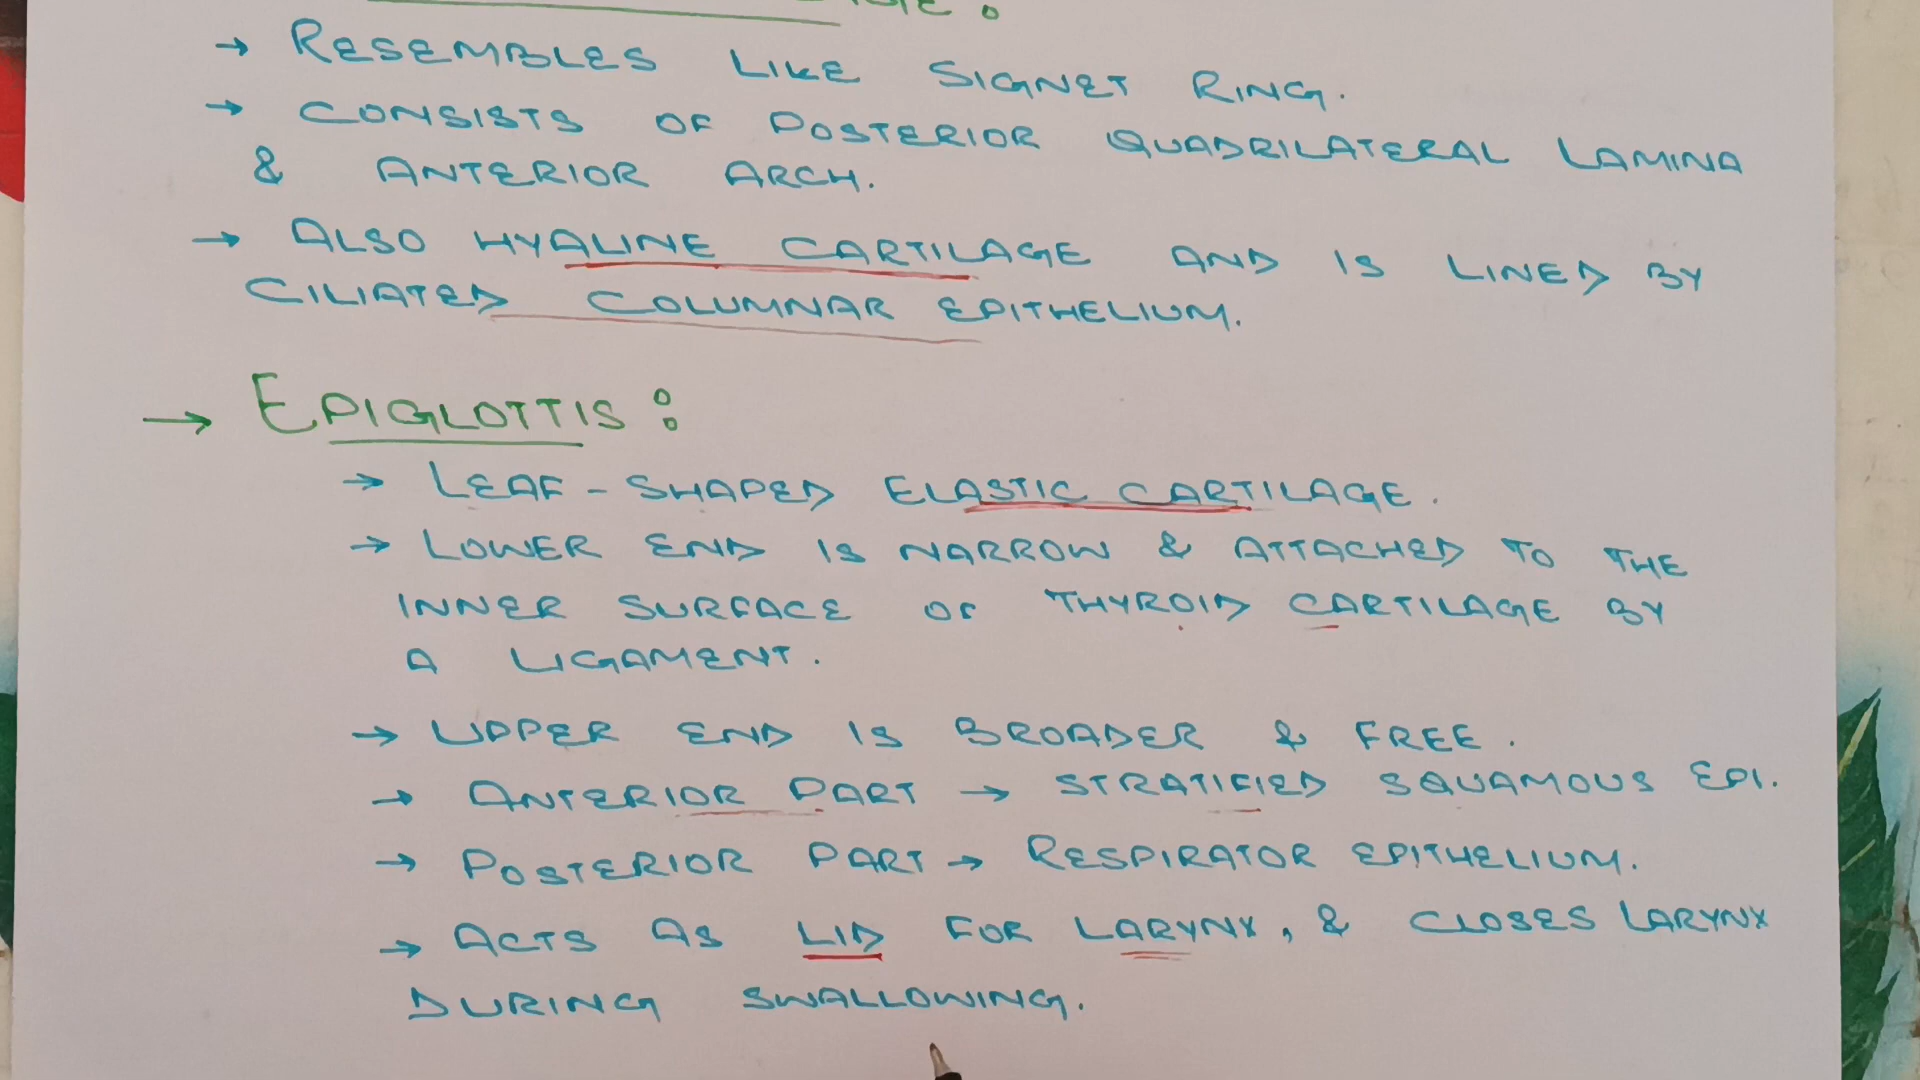 → RESEMBLES LIKE SIGNET RING.
→ CONSISTS OF POSTERIOR QUADRILATERAL LAMINA
& ANTERIOR ARCH.
→ ALSO HYALINE CARTILAGE AND IS LINED BY
CILIATED COLUMNAR EPITHELIUM.
→ EPIGLOTTIS :
→ LEAF - SHAPED ELASTIC CARTILAGE.
→ LOWER END IS NARROW & ATTACHED TO THE
INNER SURFACE OF THYROID CARTILAGE BY
A LIGAMENT.
→ UPPER END IS BROADER & FREE.
→ ANTERIOR PART → STRATIFIED SQUAMOUS EPI.
→ POSTERIOR PART → RESPIRATOR EPITHELIUM.
→ ACTS AS LID FOR LARYNX, & CLOSES LARYNX
DURING SWALLOWING.